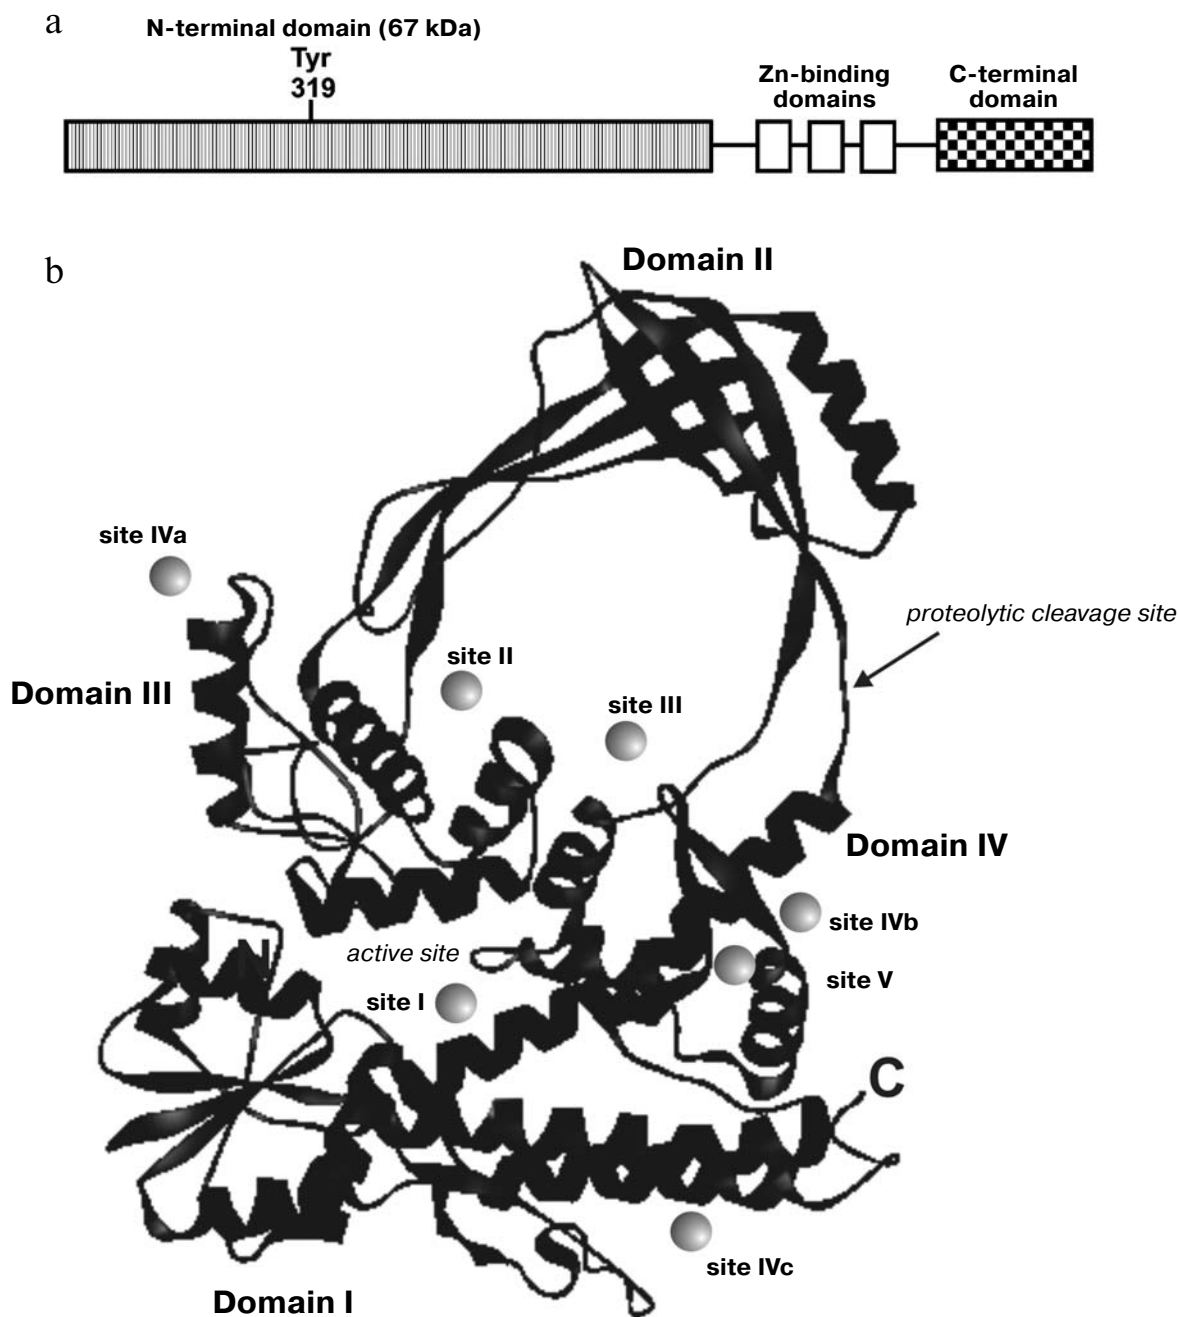 a
N-terminal domain (67 kDa)
Tyr
319
Zn-binding
domains
C-terminal
domain
b
Domain II
site IVa
proteolytic cleavage site
site II
Domain III
site III
Domain IV
site IVb
N
active site
site V
site I
C
site IVc
Domain I